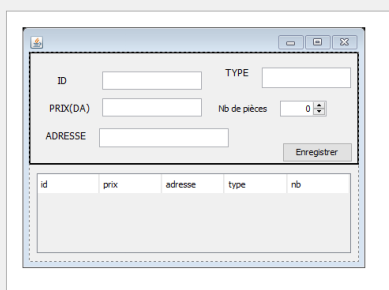 ID TYPE
PRIX(DA) Nb de pièces 0
ADRESSE
Enregistrer
id prix adresse type nb